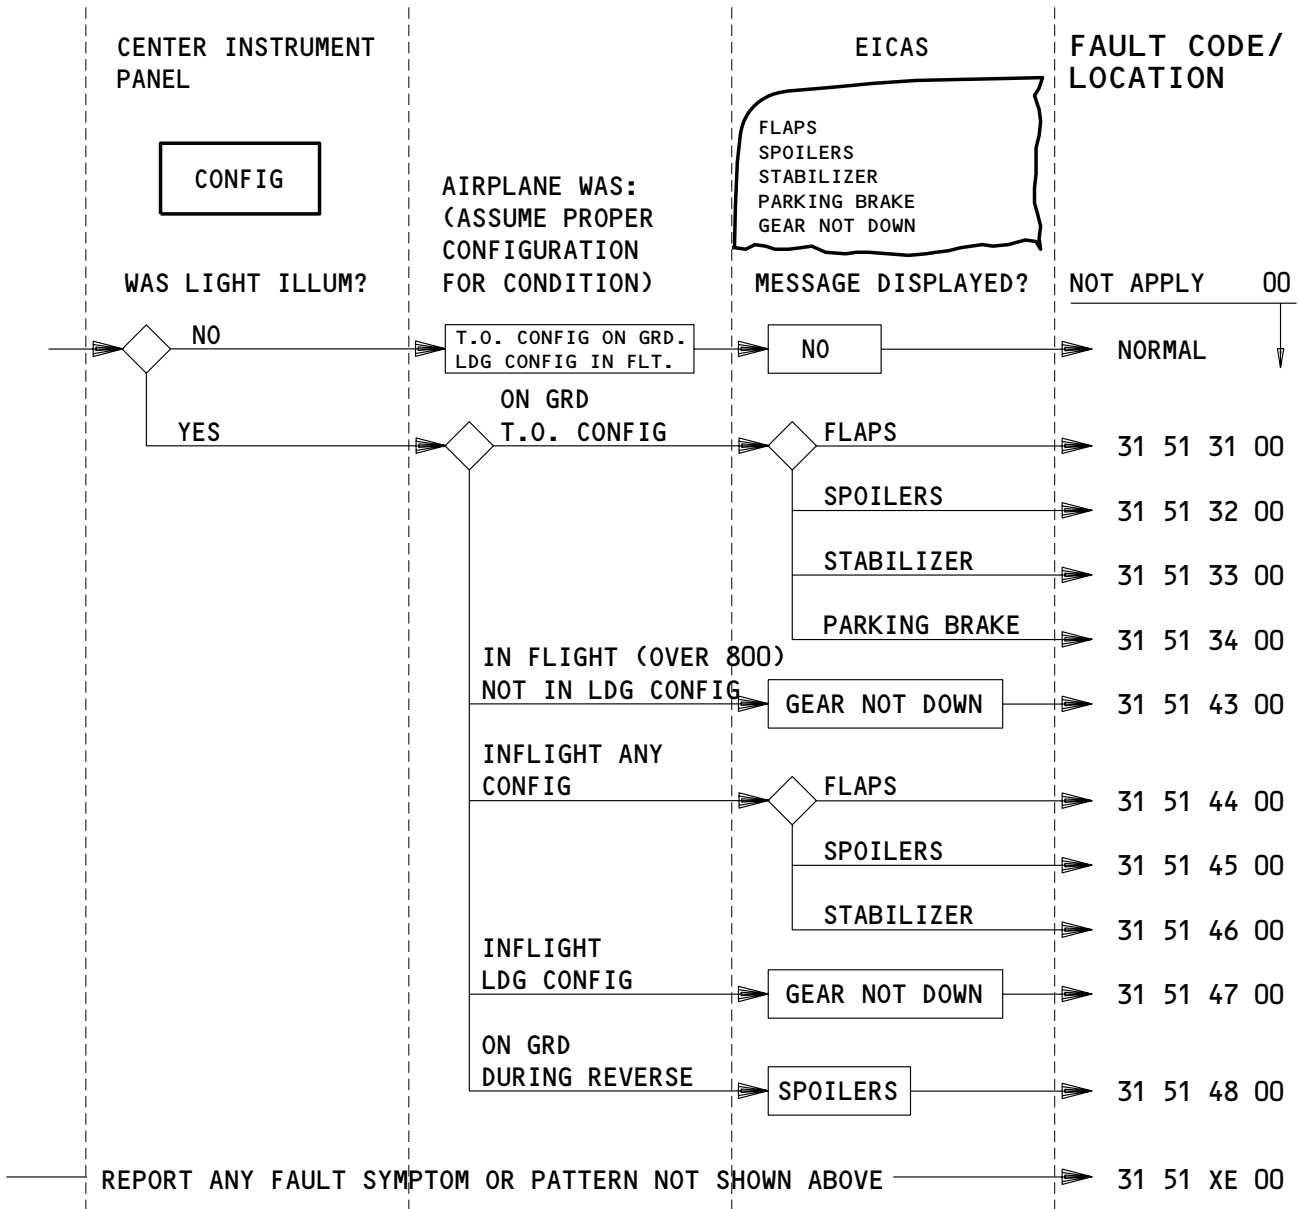 CENTER INSTRUMENT
PANEL
EICAS
FAULT CODE/
LOCATION
CONFIG
FLAPS
SPOILERS
STABILIZER
PARKING BRAKE
GEAR NOT DOWN
AIRPLANE WAS:
(ASSUME PROPER
CONFIGURATION
FOR CONDITION)
WAS LIGHT ILLUM?
MESSAGE DISPLAYED?
NOT APPLY 00
NO
T.O. CONFIG ON GRD.
LDG CONFIG IN FLT.
NO
NORMAL
YES
ON GRD
T.O. CONFIG
FLAPS
31 51 31 00
SPOILERS
31 51 32 00
STABILIZER
31 51 33 00
PARKING BRAKE
31 51 34 00
IN FLIGHT (OVER 800)
NOT IN LDG CONFIG
GEAR NOT DOWN
31 51 43 00
INFLIGHT ANY
CONFIG
FLAPS
31 51 44 00
SPOILERS
31 51 45 00
STABILIZER
31 51 46 00
INFLIGHT
LDG CONFIG
GEAR NOT DOWN
31 51 47 00
ON GRD
DURING REVERSE
SPOILERS
31 51 48 00
REPORT ANY FAULT SYMPTOM OR PATTERN NOT SHOWN ABOVE
31 51 XE 00